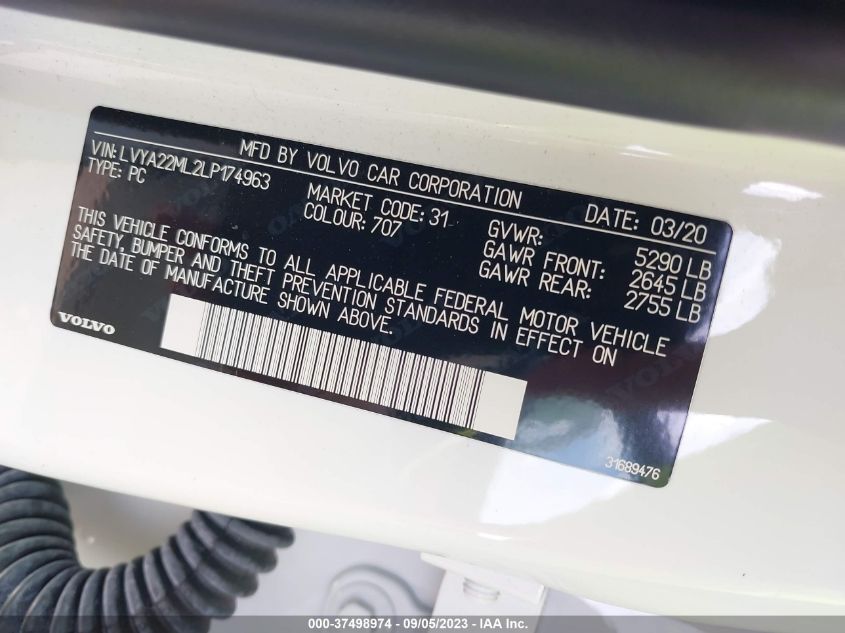 MFD BY VOLVO CAR CORPORATION
VIN: LVYA22ML2LP174963
TYPE: PC
MARKET CODE: 31
COLOUR: 707
DATE: 03/20
GVWR: 5290 LB
GAWR FRONT: 2645 LB
GAWR REAR: 2755 LB
THIS VEHICLE CONFORMS TO ALL APPLICABLE FEDERAL MOTOR VEHICLE
SAFETY, BUMPER AND THEFT PREVENTION STANDARDS IN EFFECT ON
THE DATE OF MANUFACTURE SHOWN ABOVE.
VOLVO
31689476
000-37498974 | 09/05/2023 | IAA Inc.